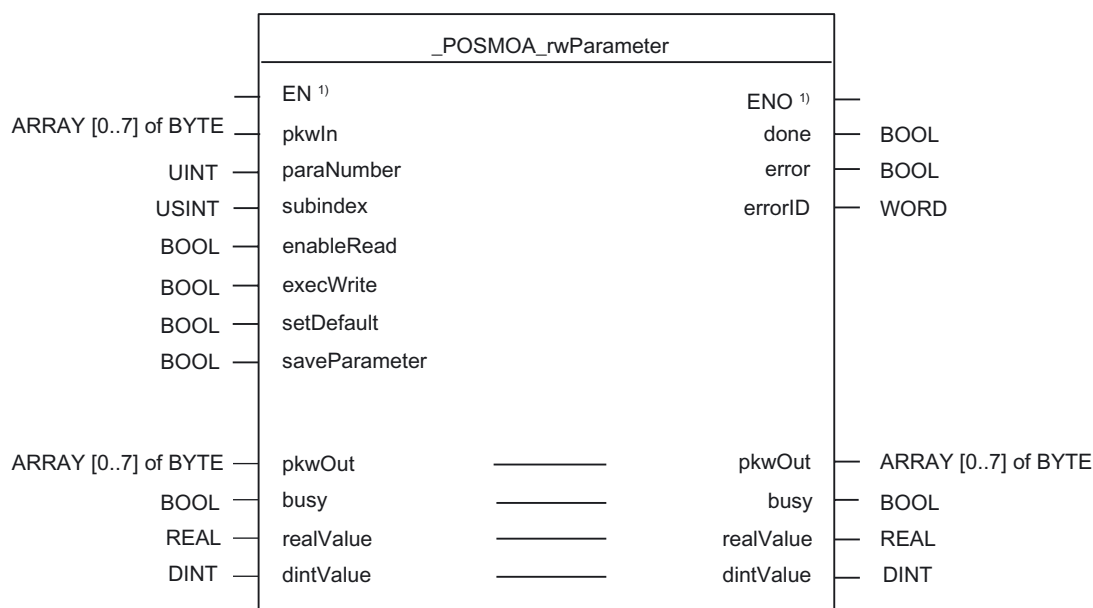 _POSMOA_rwParameter
EN 1) ENO 1)
ARRAY [0..7] of BYTE pkwIn done BOOL
UINT paraNumber error BOOL
USINT subindex errorID WORD
BOOL enableRead
BOOL execWrite
BOOL setDefault
BOOL saveParameter
ARRAY [0..7] of BYTE pkwOut pkwOut ARRAY [0..7] of BYTE
BOOL busy busy BOOL
REAL realValue realValue REAL
DINT dintValue dintValue DINT